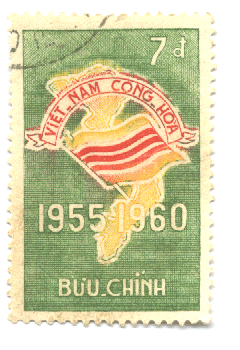 7đ
VIỆT NAM CỘNG HÒA
1955-1960
BƯU CHÍNH